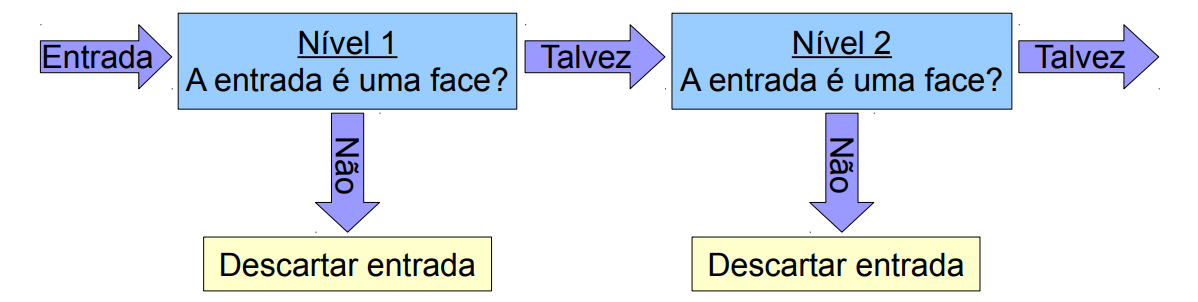 Entrada
Nível 1
A entrada é uma face?
Talvez
Nível 2
A entrada é uma face?
Talvez
Não
Não
Descartar entrada
Descartar entrada